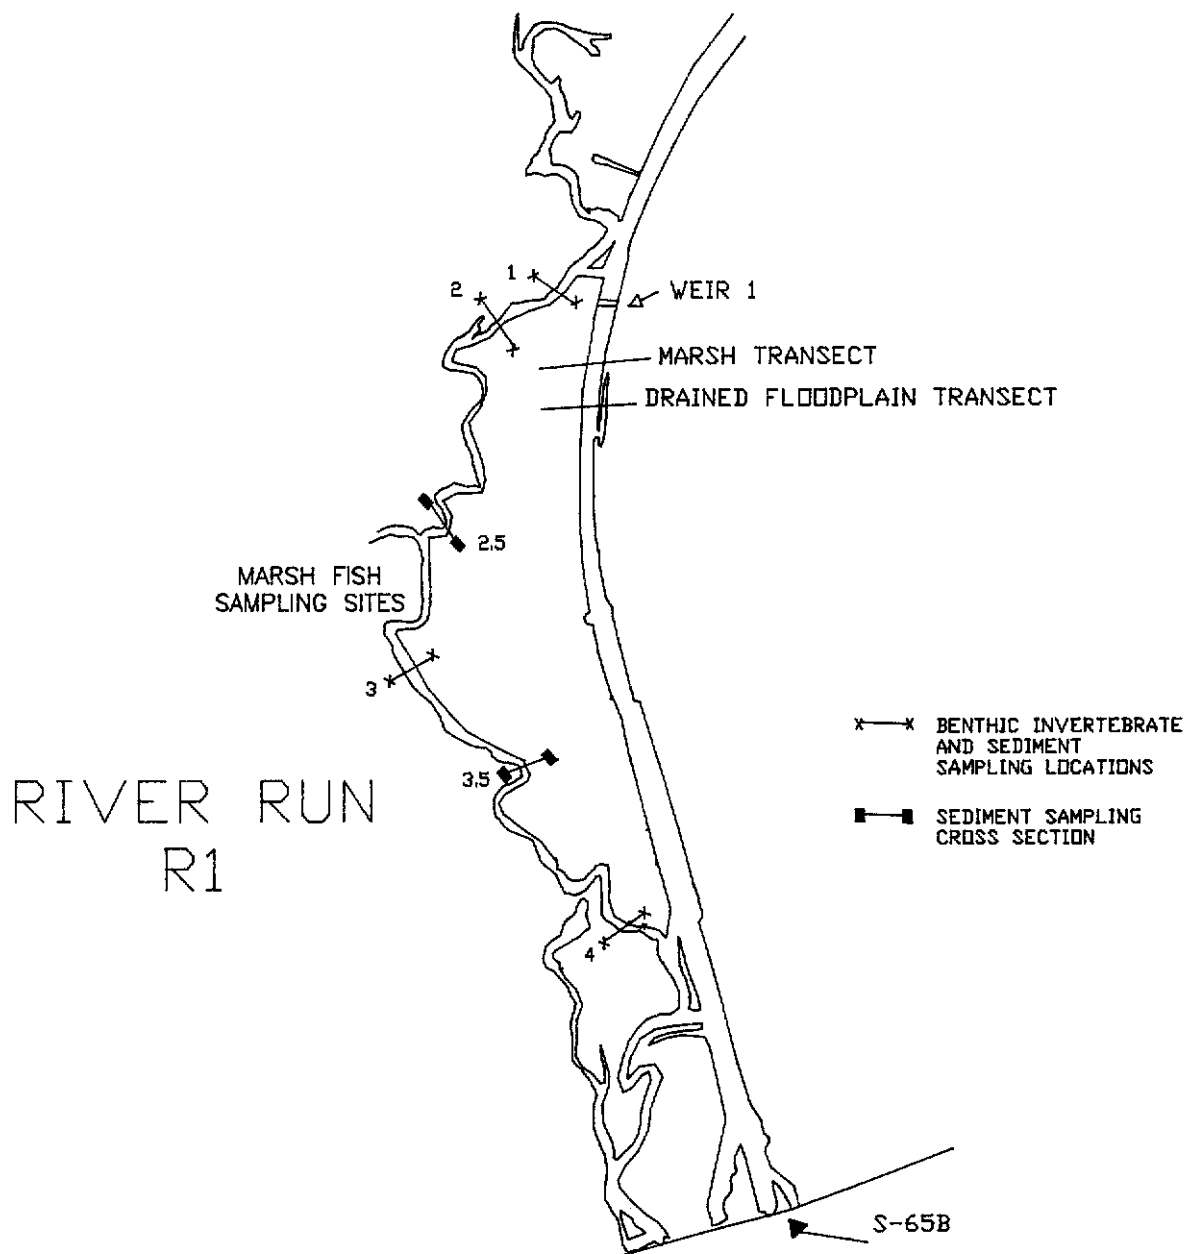 1
2
WEIR 1
MARSH TRANSECT
DRAINED FLOODPLAIN TRANSECT
2.5
MARSH FISH
SAMPLING SITES
3
3.5
RIVER RUN
R1
BENTHIC INVERTEBRATE
AND SEDIMENT
SAMPLING LOCATIONS
SEDIMENT SAMPLING
CROSS SECTION
4
S-65B